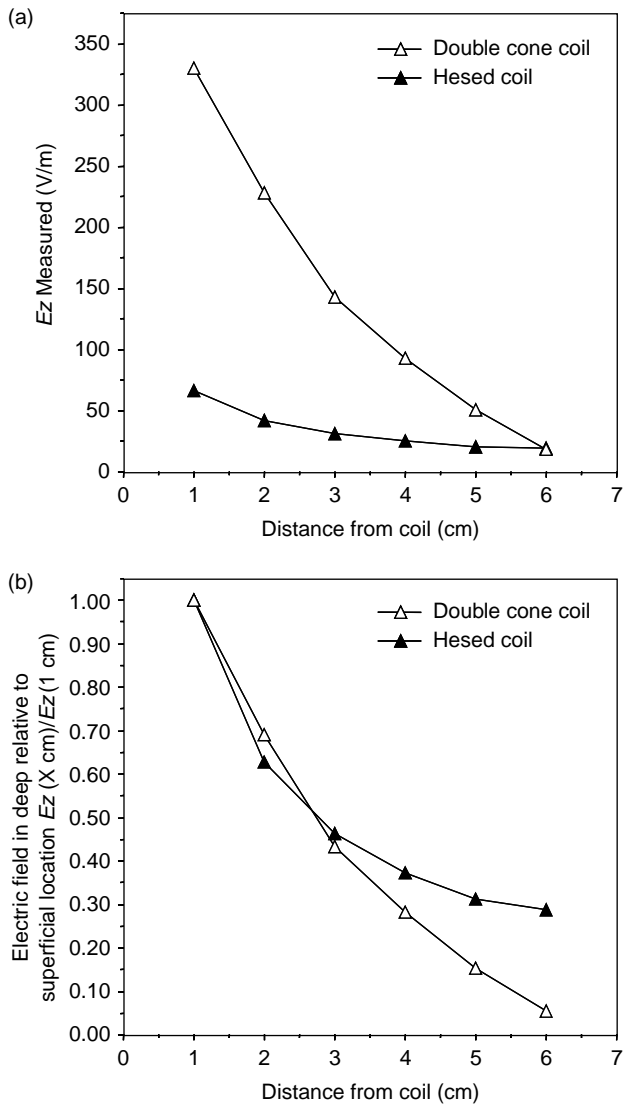 (a)
350
300
250
200
150
100
50
0
Ez Measured (V/m)
Double cone coil
Hesed coil
0 1 2 3 4 5 6 7
Distance from coil (cm)
(b)
1.00
0.90
0.80
0.70
0.60
0.50
0.40
0.30
0.20
0.10
0.00
Electric field in deep relative to
superficial location Ez (X cm)/Ez (1 cm)
Double cone coil
Hesed coil
0 1 2 3 4 5 6 7
Distance from coil (cm)